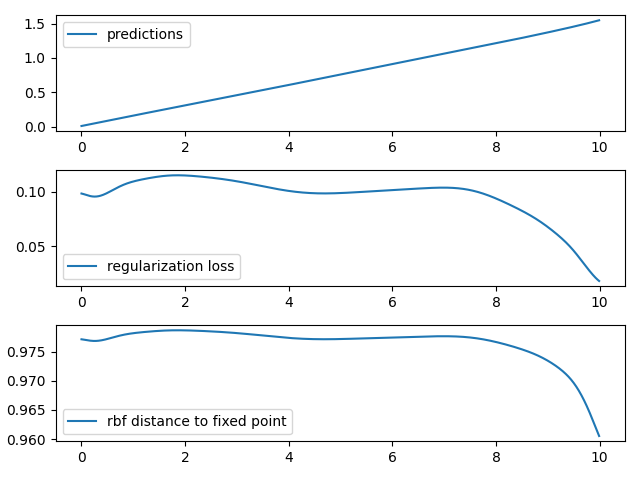 1.5
1.0
0.5
0.0
predictions
0 2 4 6 8 10
0.10
0.05
regularization loss
0 2 4 6 8 10
0.975
0.970
0.965
0.960
rbf distance to fixed point
0 2 4 6 8 10